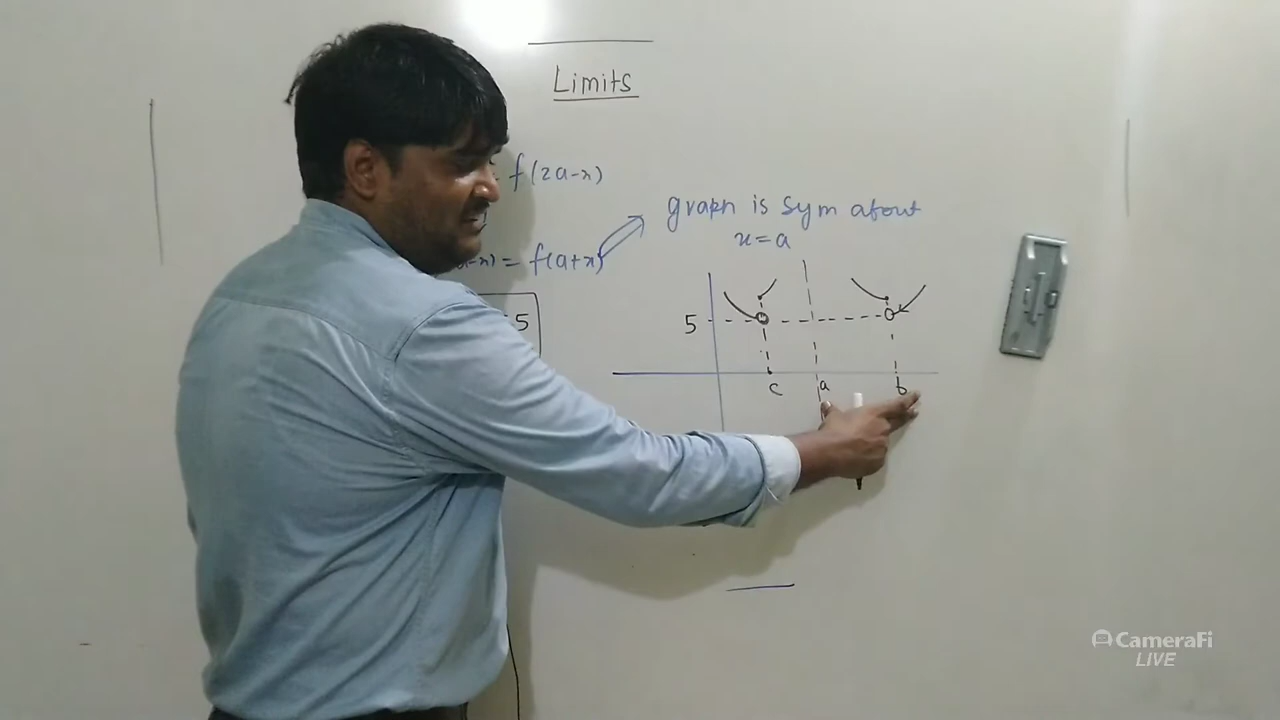 Limits
f(2a-x)
graph is sym about
x=a
= f(a+x)
5
5
c a b
CameraFi
LIVE